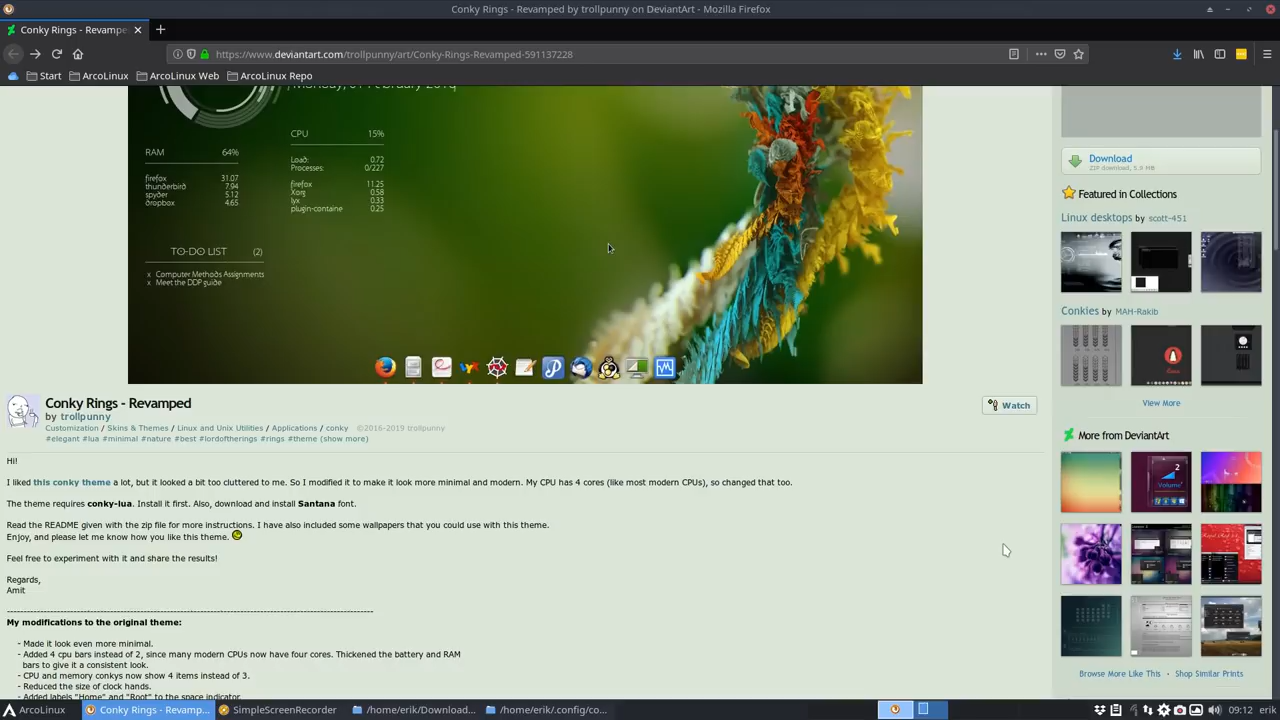 Conky Rings - Revamped by trollpunny on DeviantArt - Mozilla Firefox
Conky Rings - Revampe
https://www.deviantart.com/trollpunny/art/Conky-Rings-Revamped-591137228
Start ArcoLinux ArcoLinux Web ArcoLinux Repo
CPU 15%
RAM 64%
Load: 0.72
Processes: 0/227
firefox 31.07
thunderbird 7.94
spyder 5.12
dropbox 4.65
firefox 11.25
Xorg 0.58
lyx 0.33
plugin-containe 0.25
TO-DO LIST (2)
x Computer Methods Assignments
x Meet the DDP guide
Conky Rings - Revamped
by trollpunny
Watch
Customization / Skins & Themes / Linux and Unix Utilities / Applications / conky ©2016-2019 trollpunny
#elegant #lua #minimal #nature #best #lordoftherings #rings #theme (show more)
Hi!
I liked this conky theme a lot, but it looked a bit too cluttered to me. So I modified it to make it look more minimal and modern. My CPU has 4 cores (like most modern CPUs), so changed that too.
The theme requires conky-lua. Install it first. Also, download and install Santana font.
Read the README given with the zip file for more instructions. I have also included some wallpapers that you could use with this theme.
Enjoy, and please let me know how you like this theme.
Feel free to experiment with it and share the results!
Regards,
Amit
--------------------------------------------------------------------------------------------
My modifications to the original theme:
- Made it look even more minimal.
- Added 4 cpu bars instead of 2, since many modern CPUs now have four cores. Thickened the battery and RAM
bars to give it a consistent look.
- CPU and memory conkys now show 4 items instead of 3.
- Reduced the size of clock hands.
- Added labels "Home" and "Root" to the space indicator.
Download
ZIP download, 5.9 MB
Featured in Collections
Linux desktops by scott-451
Conkies by MAH-Rakib
View More
More from DeviantArt
Browse More Like This · Shop Similar Prints
ArcoLinux Conky Rings - Revamp... SimpleScreenRecorder /home/erik/Download... /home/erik/.config/co... 09:12 erik